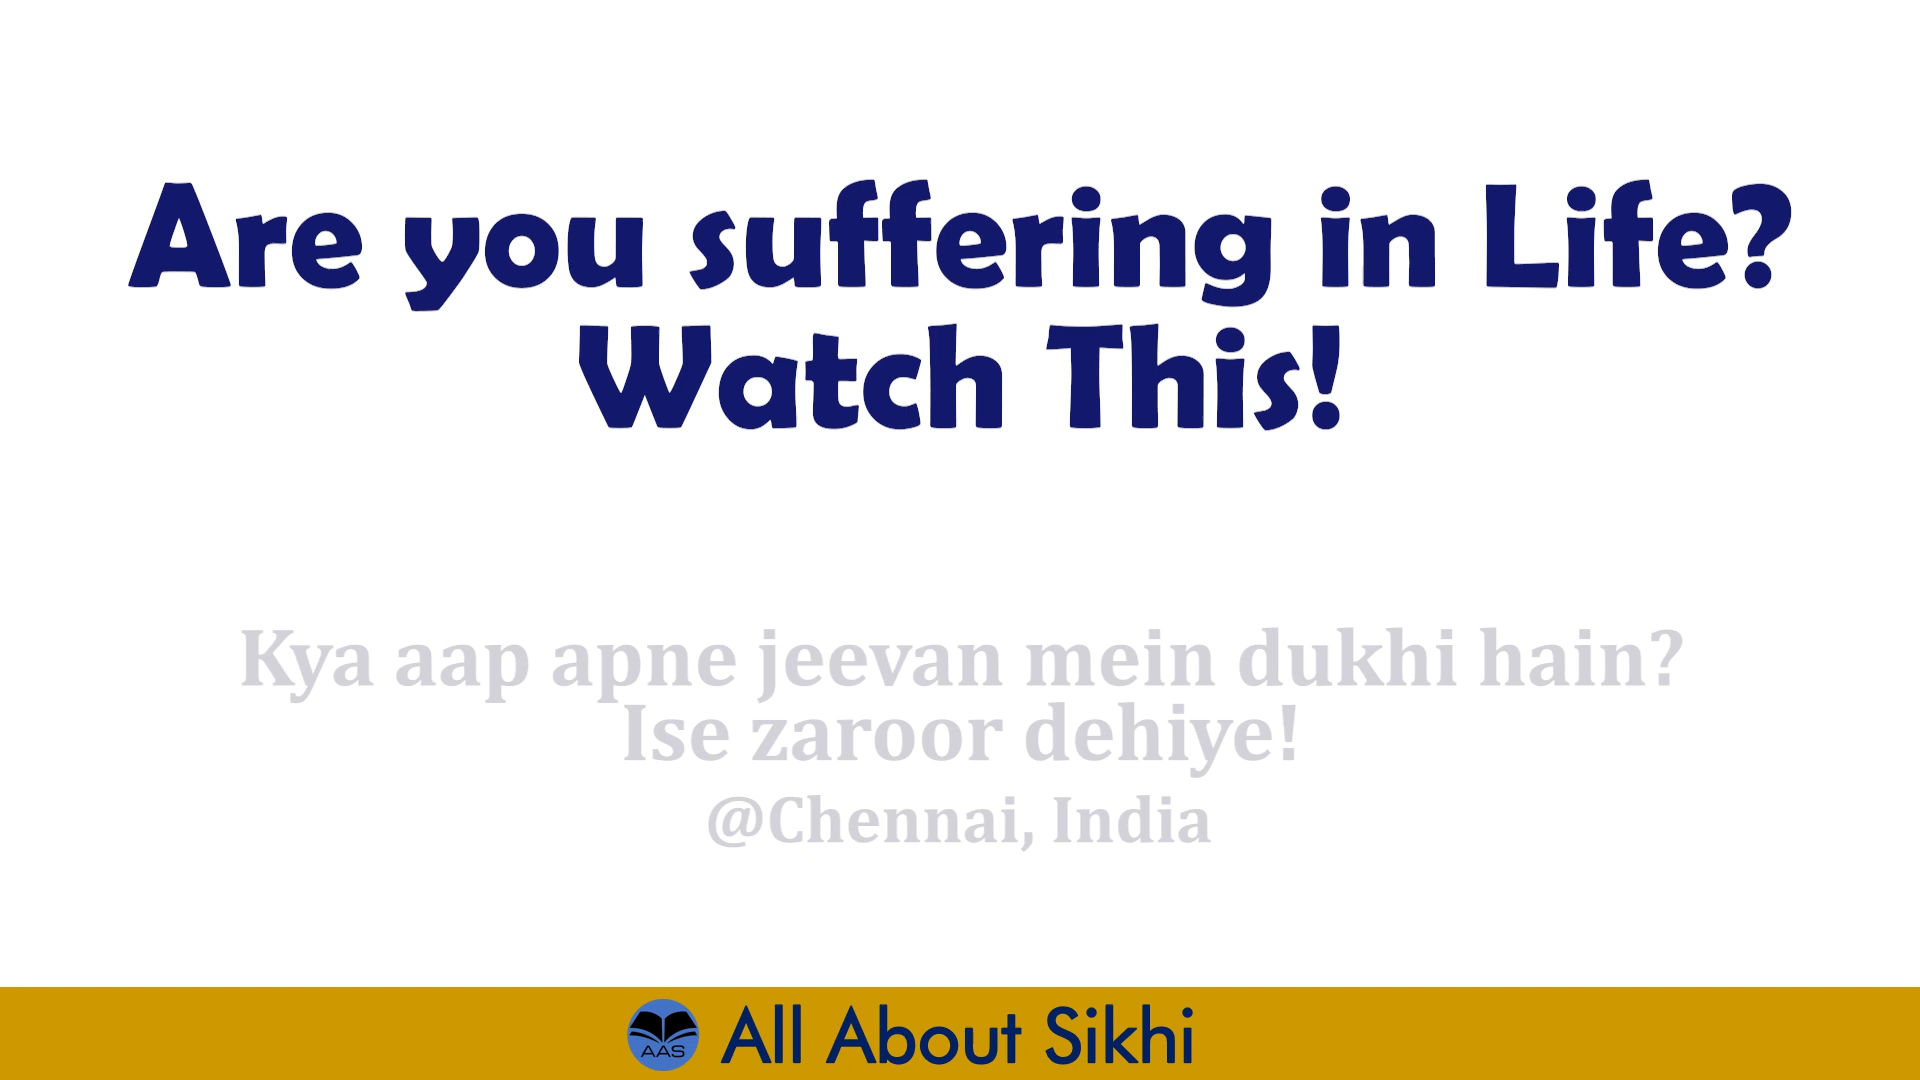 Are you suffering in Life?
Watch This!
Kya aap apne jeevan mein dukhi hain?
Ise zaroor dehiye!
@Chennai, India
AAS All About Sikhi